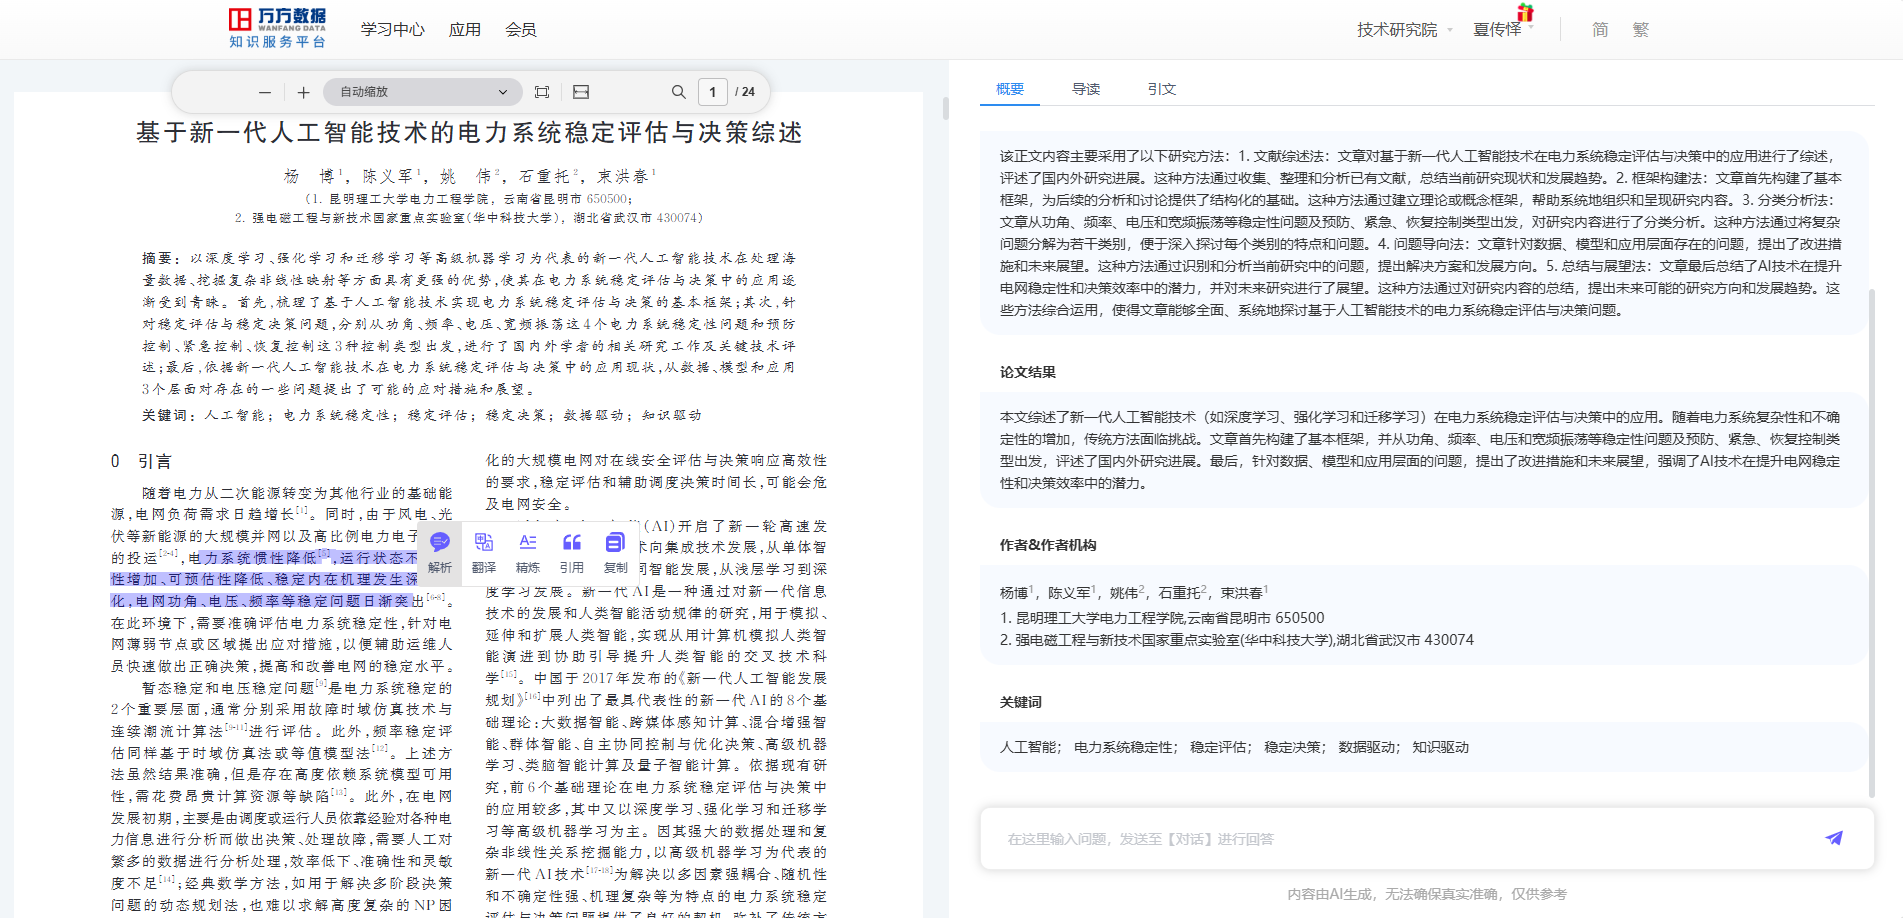 万方数据
WANFANG DATA
知识服务平台
学习中心
应用
会员
技术研究院
夏传怿
简
繁
自动缩放
1
/ 24
基于新一代人工智能技术的电力系统稳定评估与决策综述
杨　博1，陈义军1，姚　伟2，石重托2，束洪春1
（1. 昆明理工大学电力工程学院，云南省昆明市 650500；
2. 强电磁工程与新技术国家重点实验室（华中科技大学），湖北省武汉市 430074）
摘要：以深度学习、强化学习和迁移学习等高级机器学习为代表的新一代人工智能技术在处理海
量数据、挖掘复杂非线性映射等方面具有更强的优势，使其在电力系统稳定评估与决策中的应用逐
渐受到青睐。首先，梳理了基于人工智能技术实现电力系统稳定评估与决策的基本框架；其次，针
对稳定评估与稳定决策问题，分别从功角、频率、电压、宽频振荡这4个电力系统稳定性问题和预防
控制、紧急控制、恢复控制这3种控制类型出发，进行了国内外学者的相关研究工作及关键技术评
述；最后，依据新一代人工智能技术在电力系统稳定评估与决策中的应用现状，从数据、模型和应用
3个层面对存在的一些问题提出了可能的应对措施和展望。
关键词：人工智能；电力系统稳定性；稳定评估；稳定决策；数据驱动；知识驱动
0　引言
随着电力从二次能源转变为其他行业的基础能
源，电网负荷需求日趋增长[1]。同时，由于风电、光
伏等新能源的大规模并网以及高比例电力电子
的投运[2-4]，电力系统惯性降低[5]，运行状态不
性增加、可预估性降低、稳定内在机理发生深
化，电网功角、电压、频率等稳定问题日渐突出[6-8]。
在此环境下，需要准确评估电力系统稳定性，针对电
网薄弱节点或区域提出应对措施，以便辅助运维人
员快速做出正确决策，提高和改善电网的稳定水平。
暂态稳定和电压稳定问题[9]是电力系统稳定的
2个重要层面，通常分别采用故障时域仿真技术与
连续潮流计算法[9-11]进行评估。此外，频率稳定评
估同样基于时域仿真法或等值模型法[12]。上述方
法虽然结果准确，但是存在高度依赖系统模型可用
性，需花费昂贵计算资源等缺陷[13]。此外，在电网
发展初期，主要是由调度或运行人员依靠经验对各种电
力信息进行分析而做出决策、处理故障，需要人工对
繁多的数据进行分析处理，效率低下、准确性和灵敏
度不足[14]；经典数学方法，如用于解决多阶段决策
问题的动态规划法，也难以求解高度复杂的NP困
化的大规模电网对在线安全评估与决策响应高效性
的要求，稳定评估和辅助调度决策时间长，可能会危
及电网安全。
(AI)开启了新一轮高速发
术向集成技术发展，从单体智
同智能发展，从浅层学习到深
度学习发展。新一代AI是一种通过对新一代信息
技术的发展和人类智能活动规律的研究，用于模拟、
延伸和扩展人类智能，实现从用计算机模拟人类智
能演进到协助引导提升人类智能的交叉技术科
学[15]。中国于2017年发布的《新一代人工智能发展
规划》[16]中列出了最具代表性的新一代AI的8个基
础理论：大数据智能、跨媒体感知计算、混合增强智
能、群体智能、自主协同控制与优化决策、高级机器
学习、类脑智能计算及量子智能计算。依据现有研
究，前6个基础理论在电力系统稳定评估与决策中
的应用较多，其中又以深度学习、强化学习和迁移学
习等高级机器学习为主。因其强大的数据处理和复
杂非线性关系挖掘能力，以高级机器学习为代表的
新一代AI技术[17-18]为解决以多因素强耦合、随机性
和不确定性强、机理复杂等为特点的电力系统稳定
解析
翻译
精炼
引用
复制
概要
导读
引文
该正文内容主要采用了以下研究方法：1. 文献综述法：文章对基于新一代人工智能技术在电力系统稳定评估与决策中的应用进行了综述，
评述了国内外研究进展。这种方法通过收集、整理和分析已有文献，总结当前研究现状和发展趋势。2. 框架构建法：文章首先构建了基本
框架，为后续的分析和讨论提供了结构化的基础。这种方法通过建立理论或概念框架，帮助系统地组织和呈现研究内容。3. 分类分析法：
文章从功角、频率、电压和宽频振荡等稳定性问题及预防、紧急、恢复控制类型出发，对研究内容进行了分类分析。这种方法通过将复杂
问题分解为若干类别，便于深入探讨每个类别的特点和问题。4. 问题导向法：文章针对数据、模型和应用层面存在的问题，提出了改进措
施和未来展望。这种方法通过识别和分析当前研究中的问题，提出解决方案和发展方向。5. 总结与展望法：文章最后总结了AI技术在提升
电网稳定性和决策效率中的潜力，并对未来研究进行了展望。这种方法通过对研究内容的总结，提出未来可能的研究方向和发展趋势。这
些方法综合运用，使得文章能够全面、系统地探讨基于人工智能技术的电力系统稳定评估与决策问题。
论文结果
本文综述了新一代人工智能技术（如深度学习、强化学习和迁移学习）在电力系统稳定评估与决策中的应用。随着电力系统复杂性和不确
定性的增加，传统方法面临挑战。文章首先构建了基本框架，并从功角、频率、电压和宽频振荡等稳定性问题及预防、紧急、恢复控制类
型出发，评述了国内外研究进展。最后，针对数据、模型和应用层面的问题，提出了改进措施和未来展望，强调了AI技术在提升电网稳定
性和决策效率中的潜力。
作者&作者机构
杨博1，陈义军1，姚伟2，石重托2，束洪春1
1. 昆明理工大学电力工程学院,云南省昆明市 650500
2. 强电磁工程与新技术国家重点实验室(华中科技大学),湖北省武汉市 430074
关键词
人工智能； 电力系统稳定性； 稳定评估； 稳定决策； 数据驱动； 知识驱动
在这里输入问题，发送至【对话】进行回答
内容由AI生成，无法确保真实准确，仅供参考